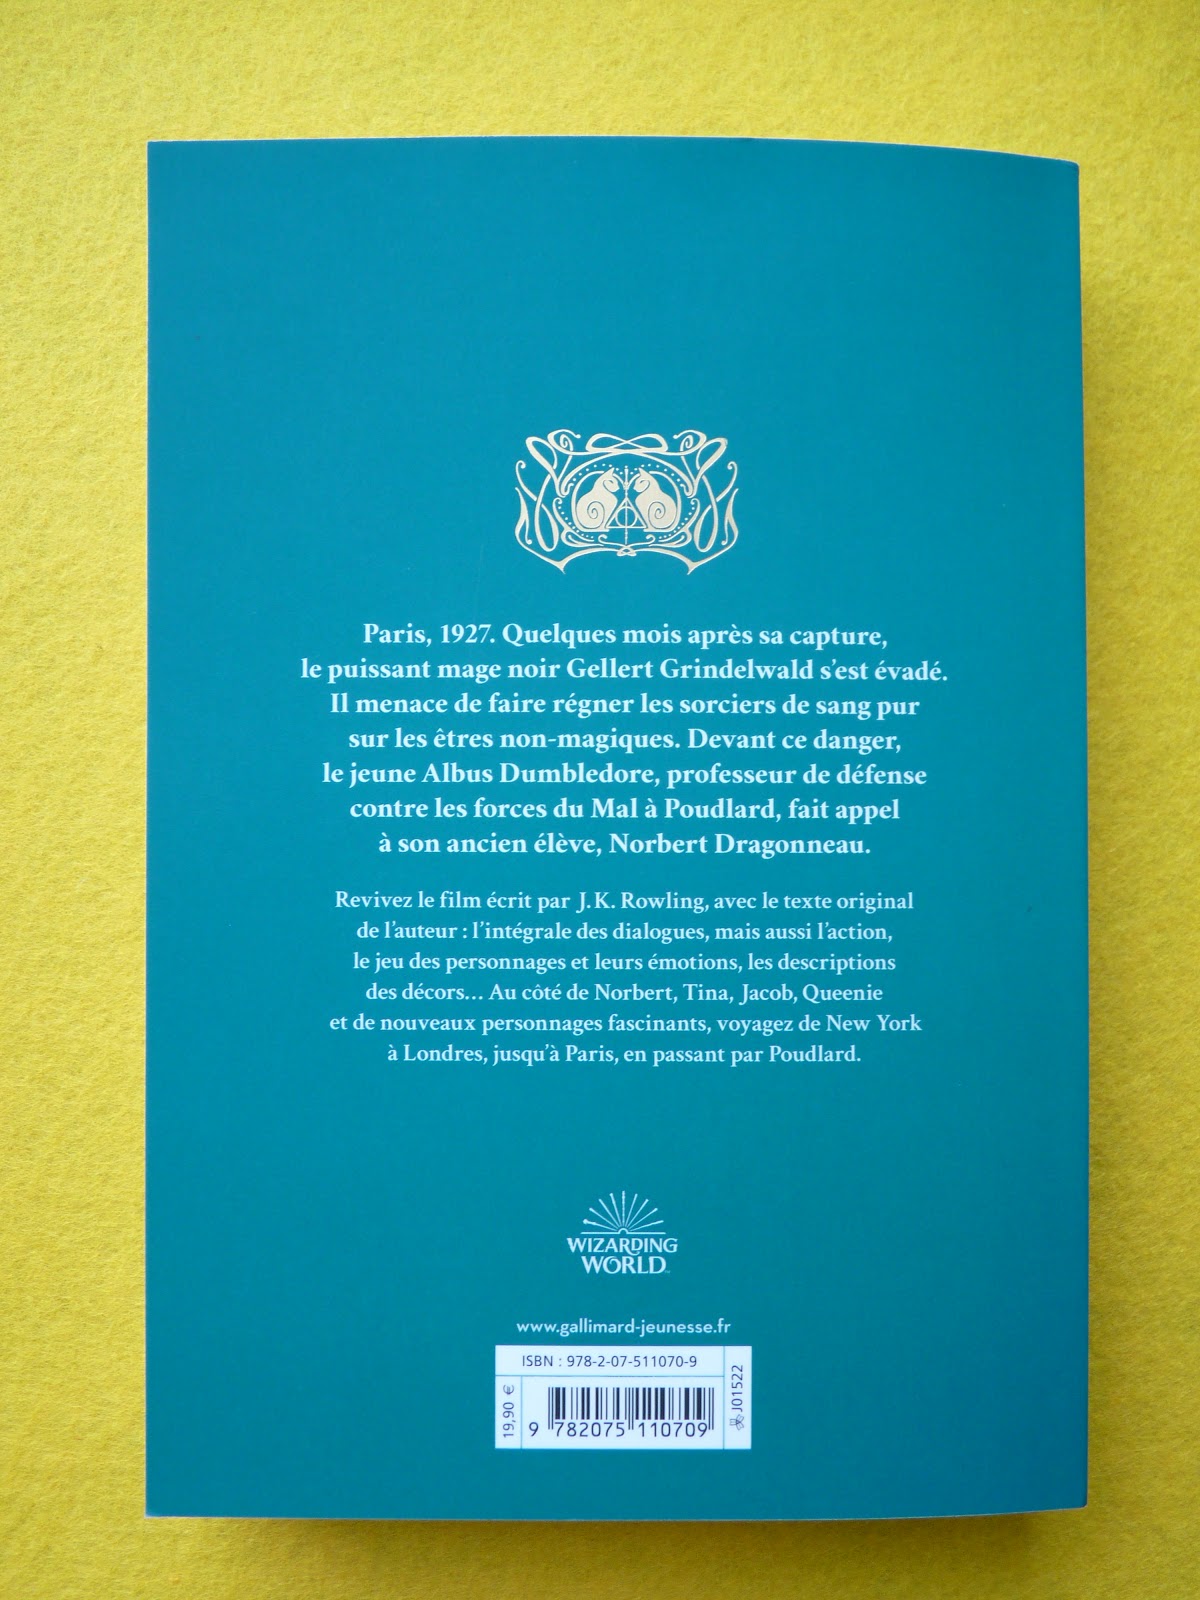 Paris, 1927. Quelques mois après sa capture,
le puissant mage noir Gellert Grindelwald s’est évadé.
Il menace de faire régner les sorciers de sang pur
sur les êtres non-magiques. Devant ce danger,
le jeune Albus Dumbledore, professeur de défense
contre les forces du Mal à Poudlard, fait appel
à son ancien élève, Norbert Dragonneau.
Revivez le film écrit par J.K. Rowling, avec le texte original
de l’auteur : l’intégrale des dialogues, mais aussi l’action,
le jeu des personnages et leurs émotions, les descriptions
des décors... Au côté de Norbert, Tina, Jacob, Queenie
et de nouveaux personnages fascinants, voyagez de New York
à Londres, jusqu’à Paris, en passant par Poudlard.
WIZARDING
WORLD™
www.gallimard-jeunesse.fr
ISBN : 978-2-07-511070-9
19,90 €
9 782075 110709
J01522